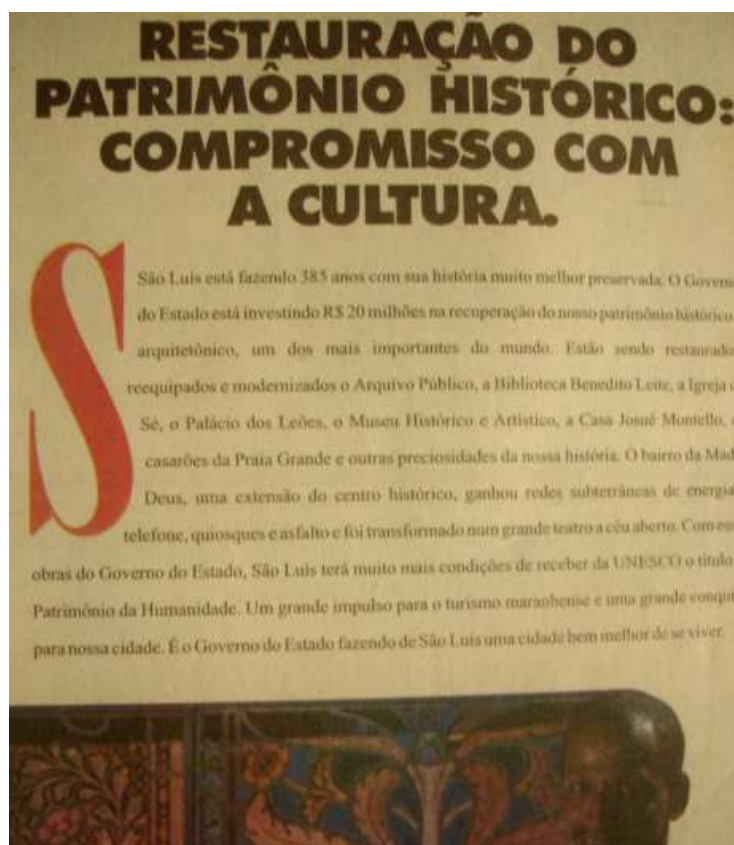 RESTAURAÇÃO DO
PATRIMÔNIO HISTÓRICO:
COMPROMISSO COM
A CULTURA.
São Luís está fazendo 385 anos com sua história muito melhor preservada. O Govern
do Estado está investindo R$ 20 milhões na recuperação do nosso patrimônio histórico
arquitetônico, um dos mais importantes do mundo. Estão sendo restaurado
reequipados e modernizados o Arquivo Público, a Biblioteca Benedito Leite, a Igreja
Sé, o Palácio dos Leões, o Museu Histórico e Artístico, a Casa Josué Montello,
casarões da Praia Grande e outras preciosidades da nossa história. O bairro da Mad
Deus, uma extensão do centro histórico, ganhou redes subterrâneas de energia
telefone, quiosques e asfalto e foi transformado num grande teatro a céu aberto. Com es
obras do Governo do Estado, São Luís terá muito mais condições de receber da UNESCO o título
Patrimônio da Humanidade. Um grande impulso para o turismo maranhense e uma grande conqui
para nossa cidade. É o Governo do Estado fazendo de São Luís uma cidade bem melhor de se viver.